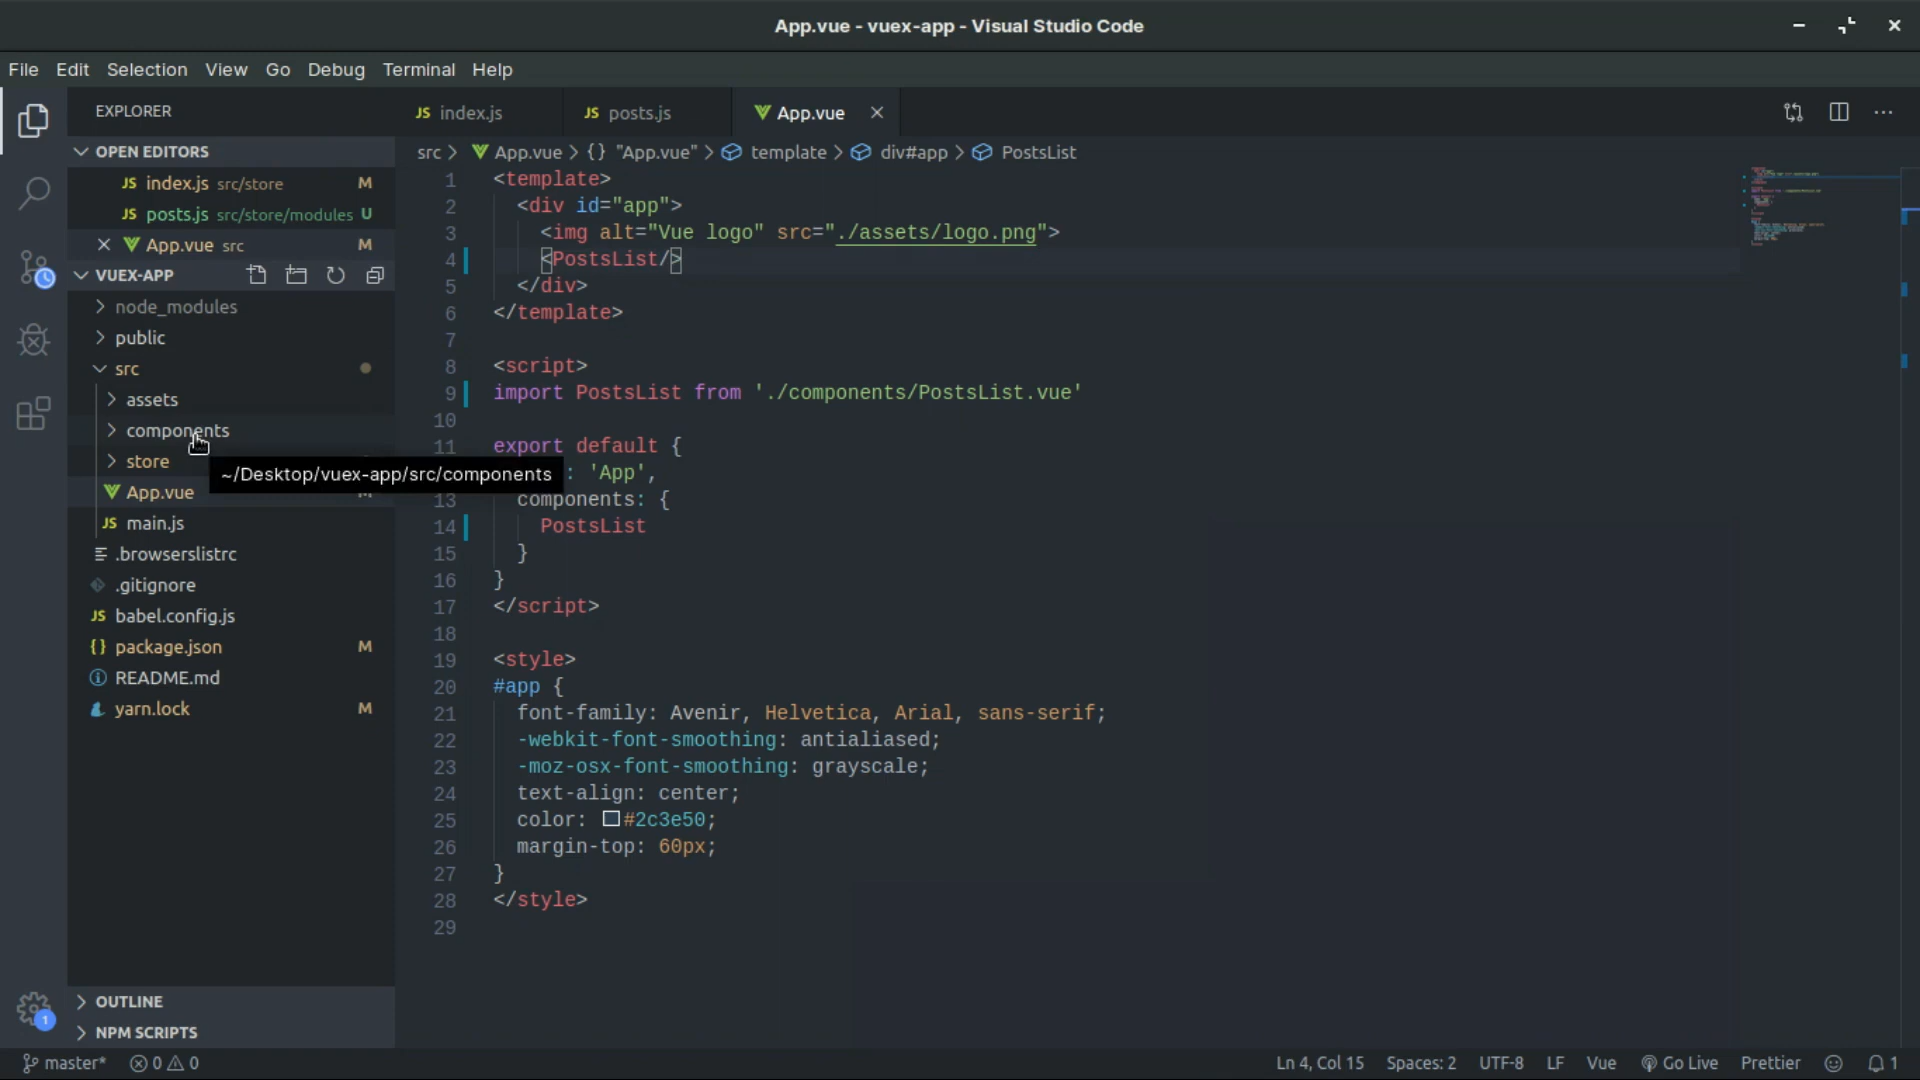 App.vue - vuex-app - Visual Studio Code
File Edit Selection View Go Debug Terminal Help
EXPLORER
OPEN EDITORS
JS index.js src/store M
JS posts.js src/store/modules U
App.vue src M
VUEX-APP
node_modules
public
src
assets
components
store
~/Desktop/vuex-app/src/components
App.vue
JS main.js
.browserslistrc
.gitignore
JS babel.config.js
{} package.json M
README.md
yarn.lock M
OUTLINE
NPM SCRIPTS
JS index.js JS posts.js App.vue
src > App.vue > {} "App.vue" > template > div#app > PostsList
1 <template>
2 <div id="app">
3 <img alt="Vue logo" src="./assets/logo.png">
4 <PostsList/>
5 </div>
6 </template>
7
8 <script>
9 import PostsList from './components/PostsList.vue'
10
11 export default {
: 'App',
13 components: {
14 PostsList
15 }
16 }
17 </script>
18
19 <style>
20 #app {
21 font-family: Avenir, Helvetica, Arial, sans-serif;
22 -webkit-font-smoothing: antialiased;
23 -moz-osx-font-smoothing: grayscale;
24 text-align: center;
25 color: #2c3e50;
26 margin-top: 60px;
27 }
28 </style>
29
1
master* 0 0 Ln 4, Col 15 Spaces: 2 UTF-8 LF Vue Go Live Prettier 1